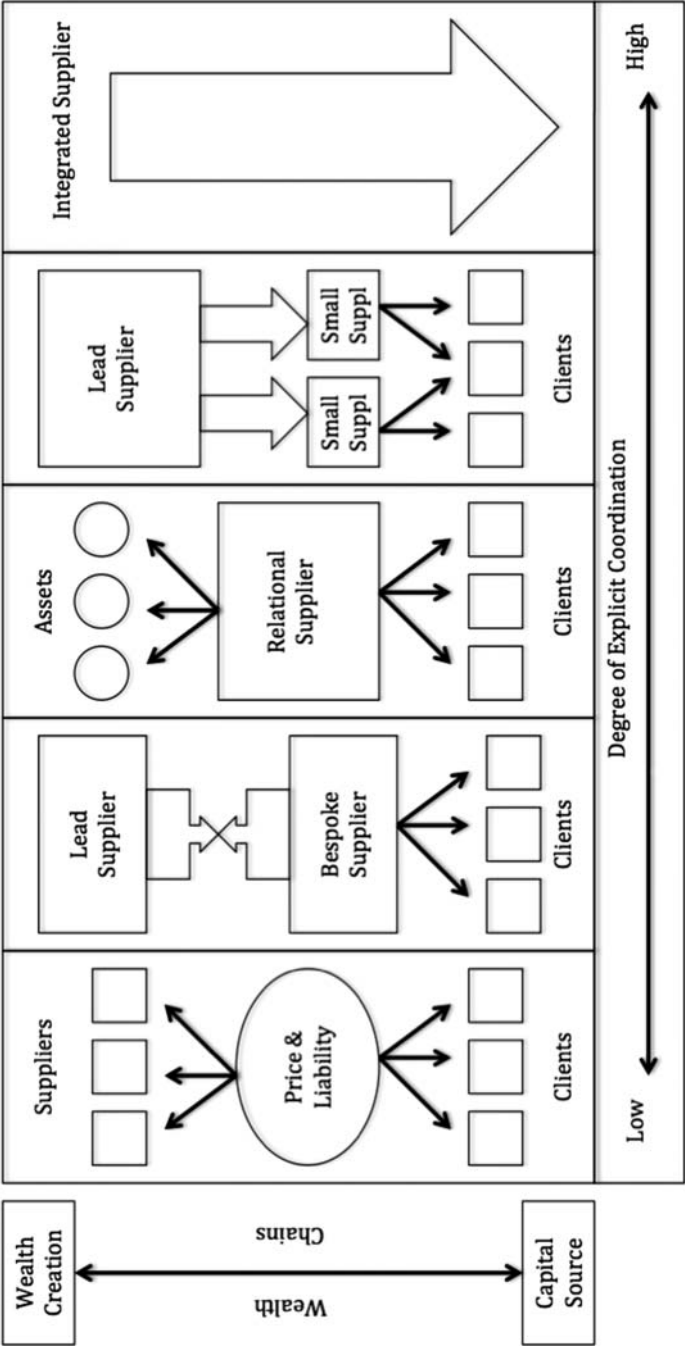 Wealth
Creation
Wealth
Chains
Capital
Source
Suppliers
Price &
Liability
Clients
Lead
Supplier
Bespoke
Supplier
Clients
Assets
Relational
Supplier
Clients
Lead
Supplier
Small
Suppl
Small
Suppl
Clients
Integrated Supplier
Low
Degree of Explicit Coordination
High